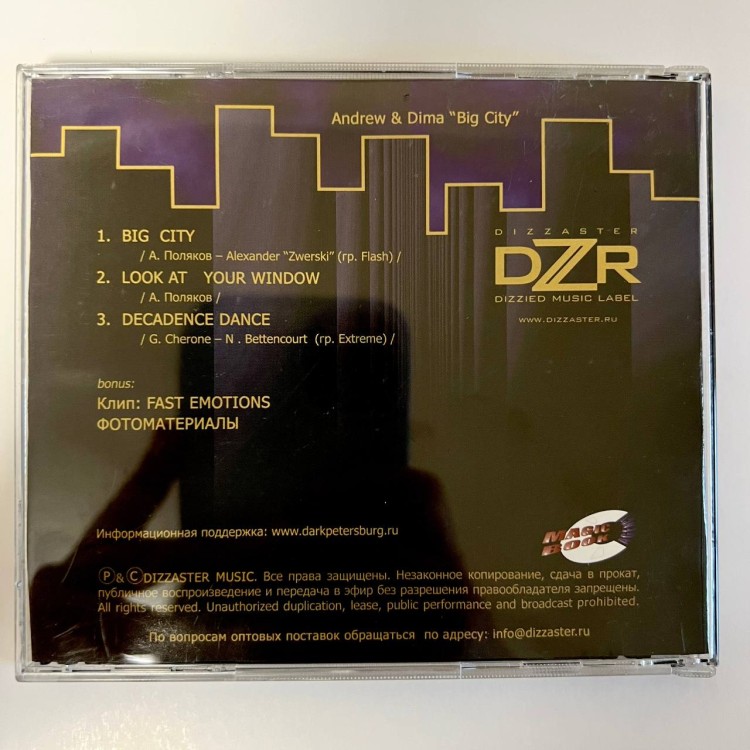 Andrew & Dima “Big City”
1. BIG CITY
/ А. Поляков – Alexander “Zwerski” (гр. Flash) /
2. LOOK AT YOUR WINDOW
/ А. Поляков /
3. DECADENCE DANCE
/ G. Cherone – N . Bettencourt (гр. Extreme) /
bonus:
Клип: FAST EMOTIONS
ФОТОМАТЕРИАЛЫ
DIZZASTER
DZR
DIZZIED MUSIC LABEL
WWW.DIZZASTER.RU
Информационная поддержка: www.darkpetersburg.ru
MAGIC
BOOK
Ⓟ & Ⓒ DIZZASTER MUSIC. Все права защищены. Незаконное копирование, сдача в прокат,
публичное воспроизведение и передача в эфир без разрешения правообладателя запрещены.
All rights reserved. Unauthorized duplication, lease, public performance and broadcast prohibited.
По вопросам оптовых поставок обращаться по адресу: info@dizzaster.ru